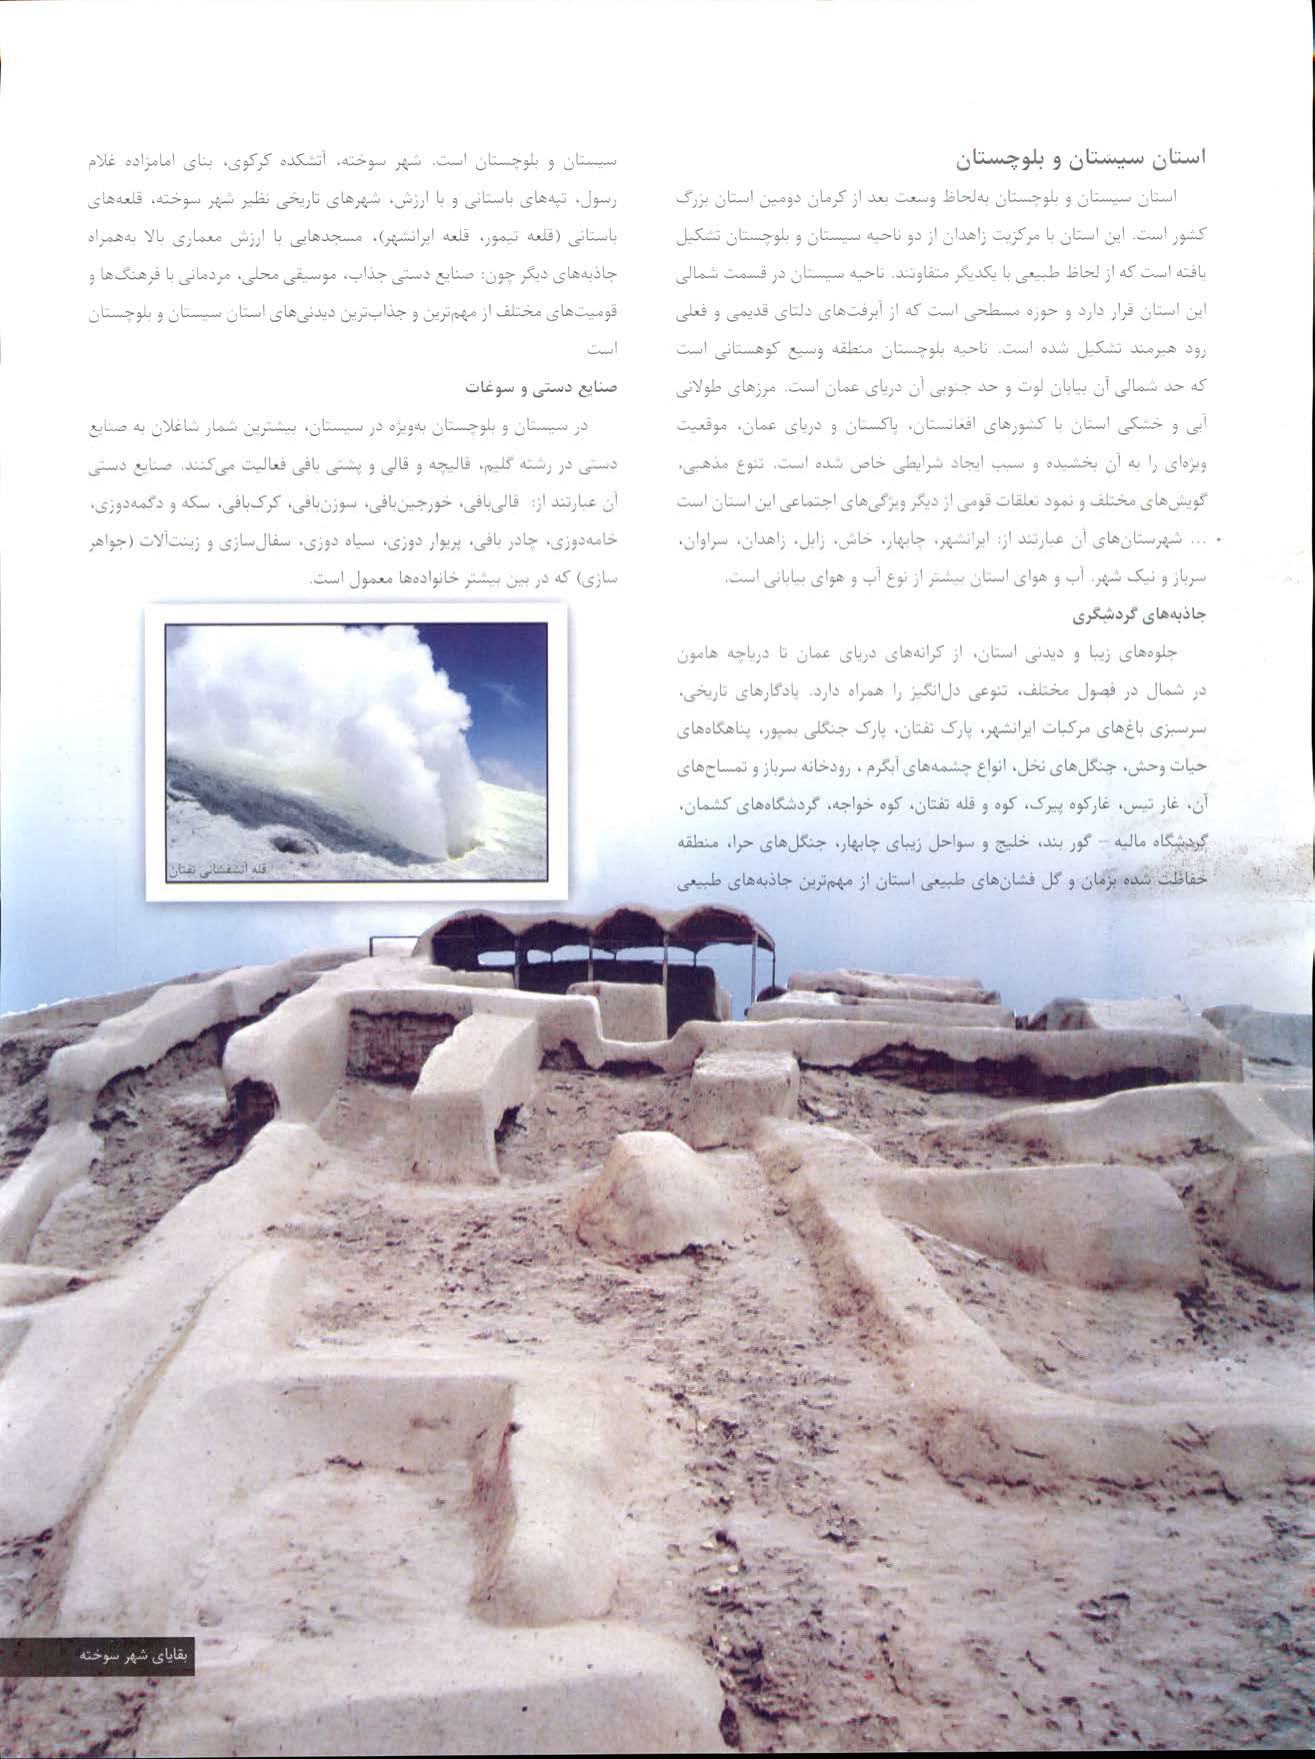 استان سیستان و بلوچستان
استان سیستان و بلوچستان به‌لحاظ وسعت بعد از کرمان دومین استان بزرگ
کشور است. این استان با مرکزیت زاهدان از دو ناحیه سیستان و بلوچستان تشکیل
یافته است که از لحاظ طبیعی با یکدیگر متفاوتند. ناحیه سیستان در قسمت شمالی
این استان قرار دارد و حوزه مسطحی است که از آبرفت‌های دلتای قدیمی و فعلی
رود هیرمند تشکیل شده است. ناحیه بلوچستان منطقه وسیع کوهستانی است
که حد شمالی آن بیابان لوت و حد جنوبی آن دریای عمان است. مرزهای طولانی
آبی و خشکی استان با کشورهای افغانستان، پاکستان و دریای عمان، موقعیت
ویژه‌ای را به آن بخشیده و سبب ایجاد شرایطی خاص شده است. تنوع مذهبی،
گویش‌های مختلف و نمود تعلقات قومی از دیگر ویژگی‌های اجتماعی این استان است
... شهرستان‌های آن عبارتند از: ایرانشهر، چابهار، خاش، زابل، زاهدان، سراوان،
سرباز و نیک شهر. آب و هوای استان بیشتر از نوع آب و هوای بیابانی است.
جاذبه‌های گردشگری
جلوه‌های زیبا و دیدنی استان، از کرانه‌های دریای عمان تا دریاچه هامون
در شمال در فصول مختلف، تنوعی دل‌انگیز را همراه دارد. یادگارهای تاریخی،
سرسبزی باغ‌های مرکبات ایرانشهر، پارک تفتان، پارک جنگلی بمپور، پناهگاه‌های
حیات وحش، جنگل‌های نخل، انواع چشمه‌های آبگرم ، رودخانه سرباز و تمساح‌های
آن، غار تیس، غارکوه پیرک، کوه و قله تفتان، کوه خواجه، گردشگاه‌های کشمان،
گردشگاه مالیه – گور بند، خلیج و سواحل زیبای چابهار، جنگل‌های حرا، منطقه
حفاظت شده بزمان و گل فشان‌های طبیعی استان از مهم‌ترین جاذبه‌های طبیعی
سیستان و بلوچستان است. شهر سوخته، آتشکده کرکوی، بنای امامزاده غلام
رسول، تپه‌های باستانی و با ارزش، شهرهای تاریخی نظیر شهر سوخته، قلعه‌های
باستانی (قلعه تیمور، قلعه ایرانشهر)، مسجدهایی با ارزش معماری بالا به‌همراه
جاذبه‌های دیگر چون: صنایع دستی جذاب، موسیقی محلی، مردمانی با فرهنگ‌ها و
قومیت‌های مختلف از مهم‌ترین و جذاب‌ترین دیدنی‌های استان سیستان و بلوچستان
است
صنایع دستی و سوغات
در سیستان و بلوچستان به‌ویژه در سیستان، بیشترین شمار شاغلان به صنایع
دستی در رشته گلیم، قالیچه و قالی و پشتی بافی فعالیت می‌کنند. صنایع دستی
آن عبارتند از: قالی‌بافی، خورجین‌بافی، سوزن‌بافی، کرک‌بافی، سکه و دگمه‌دوزی،
خامه‌دوزی، چادر بافی، پریوار دوزی، سیاه دوزی، سفال‌سازی و زینت‌آلات (جواهر
سازی) که در بین بیشتر خانواده‌ها معمول است.
قله آتشفشانی تفتان
بقایای شهر سوخته